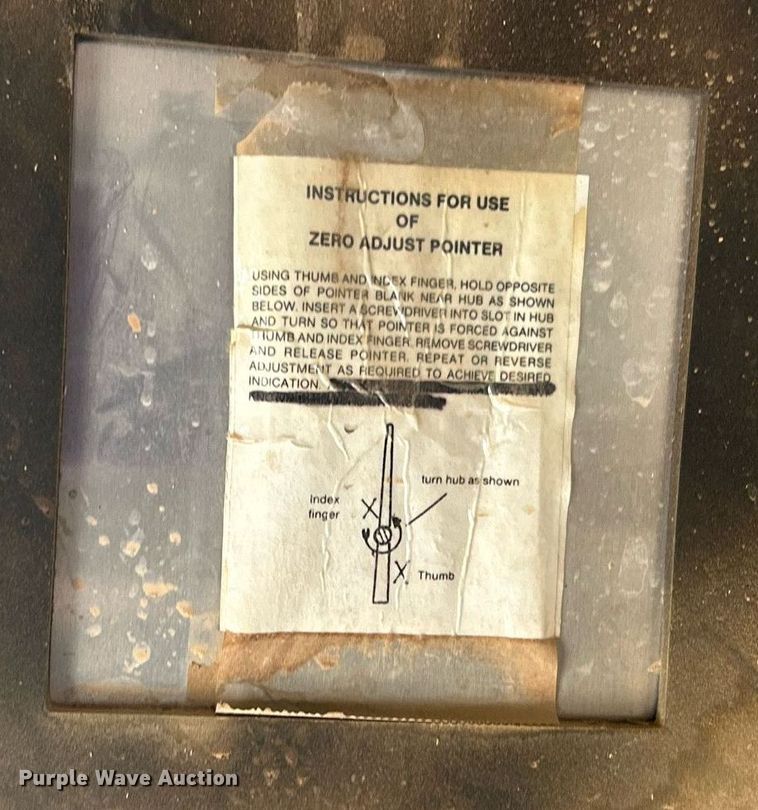 INSTRUCTIONS FOR USE
OF
ZERO ADJUST POINTER
USING THUMB AND INDEX FINGER, HOLD OPPOSITE
SIDES OF POINTER BLANK NEAR HUB AS SHOWN
BELOW. INSERT A SCREWDRIVER INTO SLOT IN HUB
AND TURN SO THAT POINTER IS FORCED AGAINST
THUMB AND INDEX FINGER. REMOVE SCREWDRIVER
AND RELEASE POINTER. REPEAT OR REVERSE
ADJUSTMENT AS REQUIRED TO ACHIEVE DESIRED
INDICATION.
turn hub as shown
Index
finger
X
X
Thumb
Purple Wave Auction